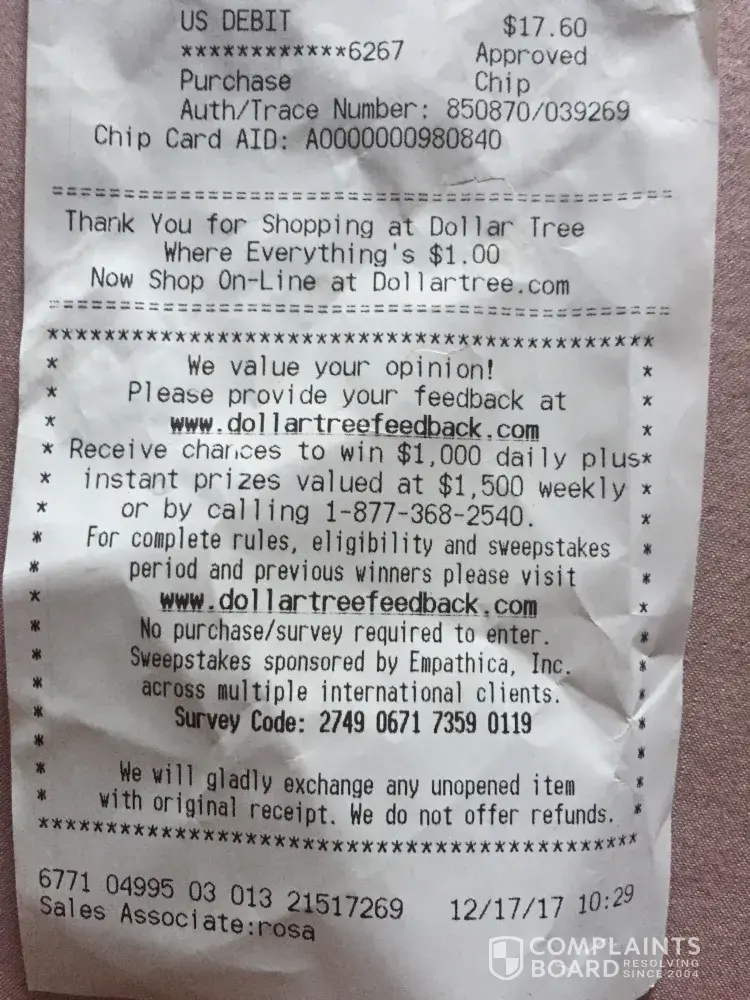 US DEBIT $17.60
************6267 Approved
Purchase Chip
Auth/Trace Number: 850870/039269
Chip Card AID: A0000000980840
================================================
Thank You for Shopping at Dollar Tree
Where Everything's $1.00
Now Shop On-Line at Dollartree.com
================================================
**********************************************
* We value your opinion! *
* Please provide your feedback at *
* www.dollartreefeedback.com *
* Receive chances to win $1,000 daily plus*
* instant prizes valued at $1,500 weekly *
* or by calling 1-877-368-2540. *
* For complete rules, eligibility and sweepstakes *
* period and previous winners please visit *
* www.dollartreefeedback.com *
* No purchase/survey required to enter. *
* Sweepstakes sponsored by Empathica, Inc. *
* across multiple international clients. *
* Survey Code: 2749 0671 7359 0119 *
* *
* We will gladly exchange any unopened item *
* with original receipt. We do not offer refunds. *
**********************************************
6771 04995 03 013 21517269 12/17/17 10:29
Sales Associate:rosa
COMPLAINTS
BOARD RESOLVING SINCE 2004